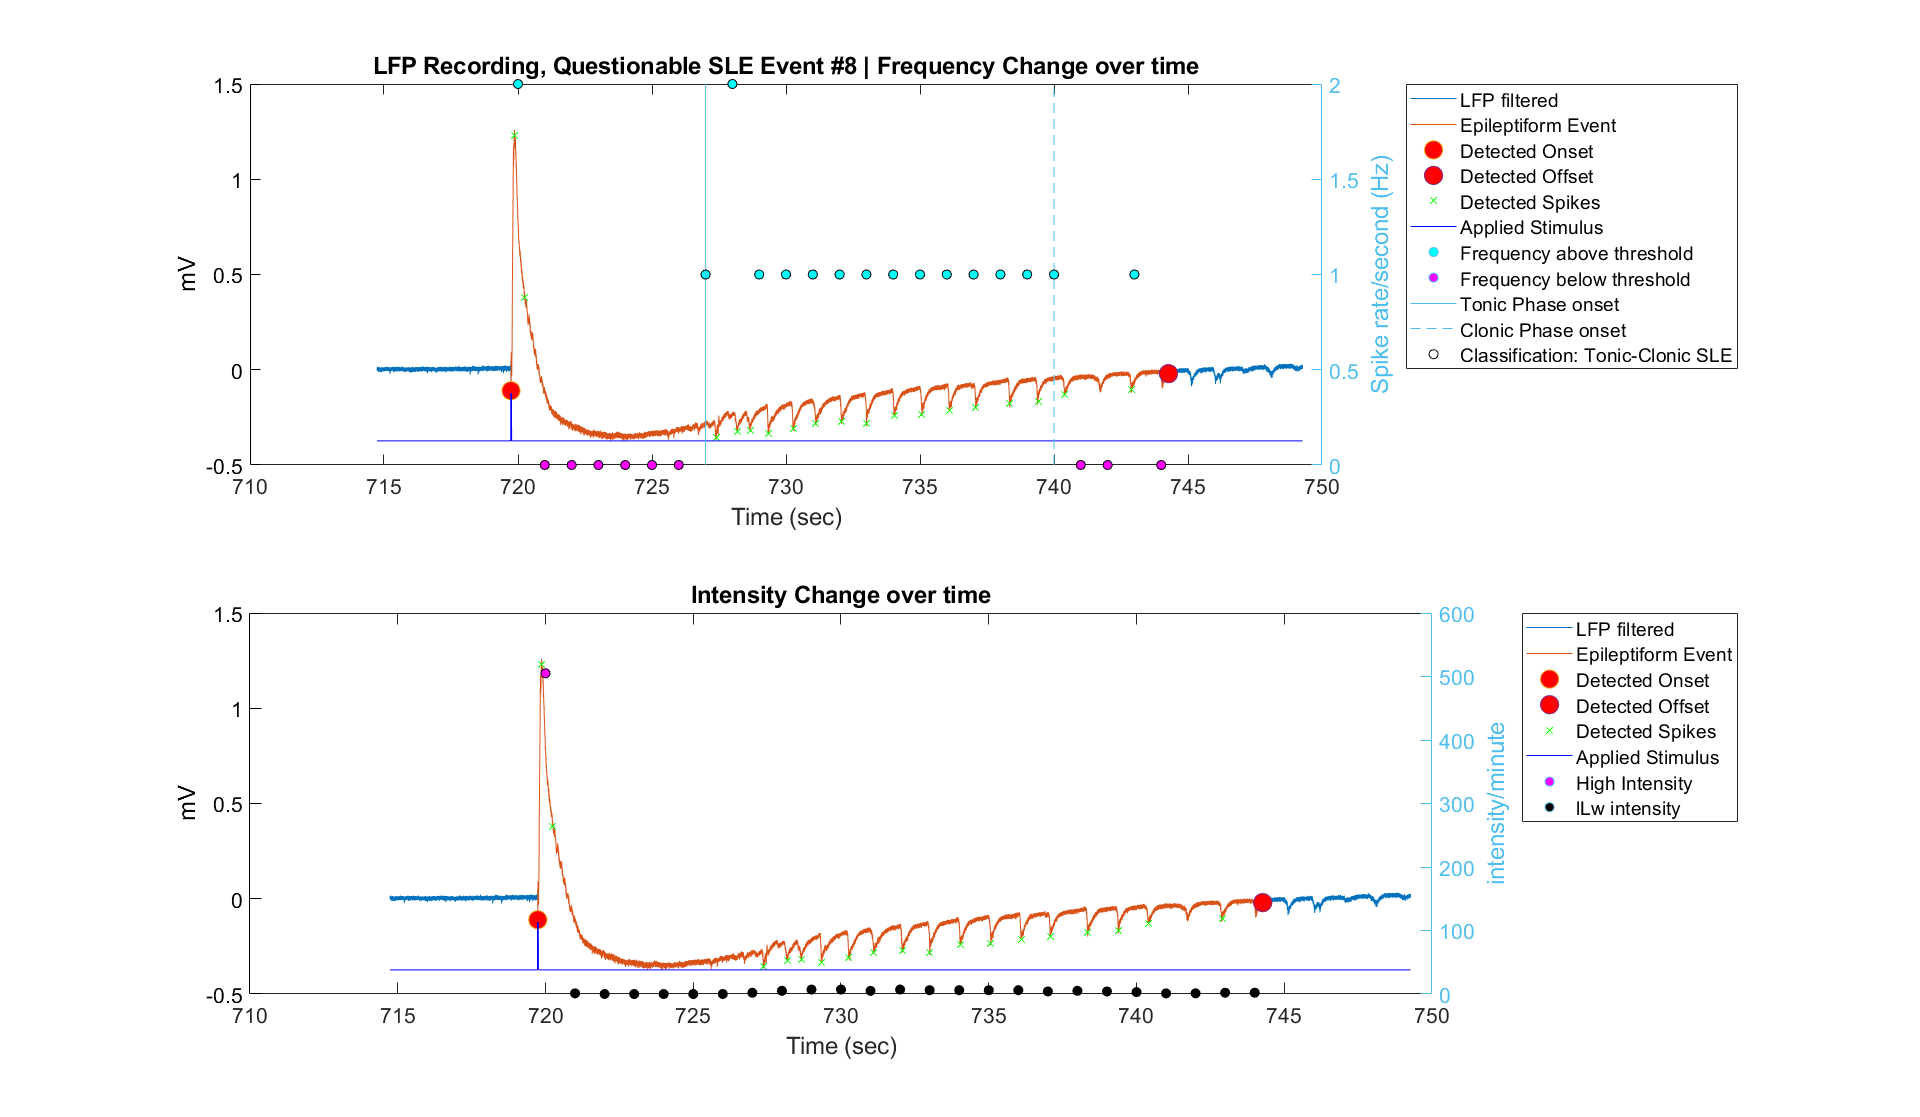 LFP Recording, Questionable SLE Event #8 | Frequency Change over time
1.5
1
0.5
0
-0.5
mV
2
1.5
1
0.5
0
Spike rate/second (Hz)
710 715 720 725 730 735 740 745 750
Time (sec)
LFP filtered
Epileptiform Event
Detected Onset
Detected Offset
Detected Spikes
Applied Stimulus
Frequency above threshold
Frequency below threshold
Tonic Phase onset
Clonic Phase onset
Classification: Tonic-Clonic SLE
Intensity Change over time
1.5
1
0.5
0
-0.5
mV
600
500
400
300
200
100
0
intensity/minute
710 715 720 725 730 735 740 745 750
Time (sec)
LFP filtered
Epileptiform Event
Detected Onset
Detected Offset
Detected Spikes
Applied Stimulus
High Intensity
lLw intensity